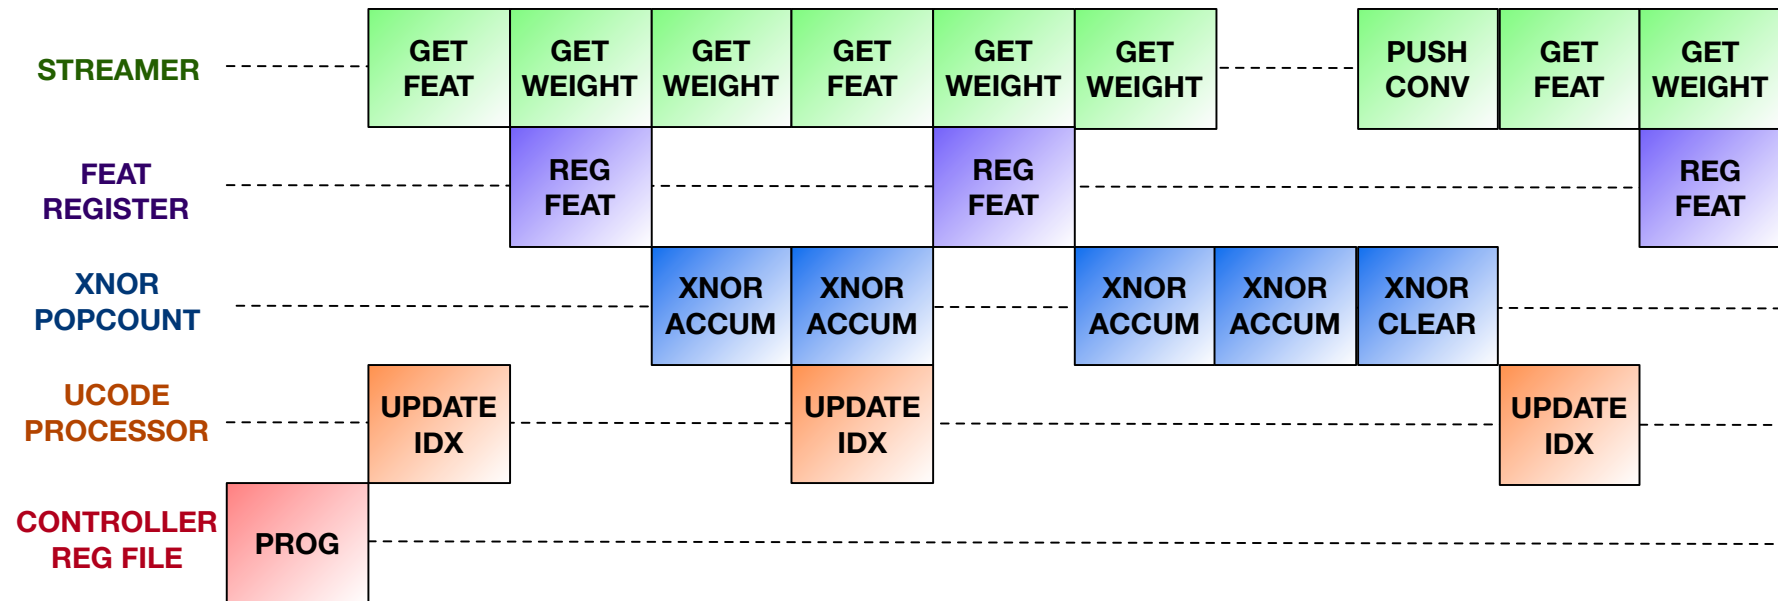 STREAMER
GET
FEAT
GET
WEIGHT
GET
WEIGHT
GET
FEAT
GET
WEIGHT
GET
WEIGHT
PUSH
CONV
GET
FEAT
GET
WEIGHT
FEAT
REGISTER
REG
FEAT
REG
FEAT
REG
FEAT
XNOR
POPCOUNT
XNOR
ACCUM
XNOR
ACCUM
XNOR
ACCUM
XNOR
ACCUM
XNOR
CLEAR
UCODE
PROCESSOR
UPDATE
IDX
UPDATE
IDX
UPDATE
IDX
CONTROLLER
REG FILE
PROG